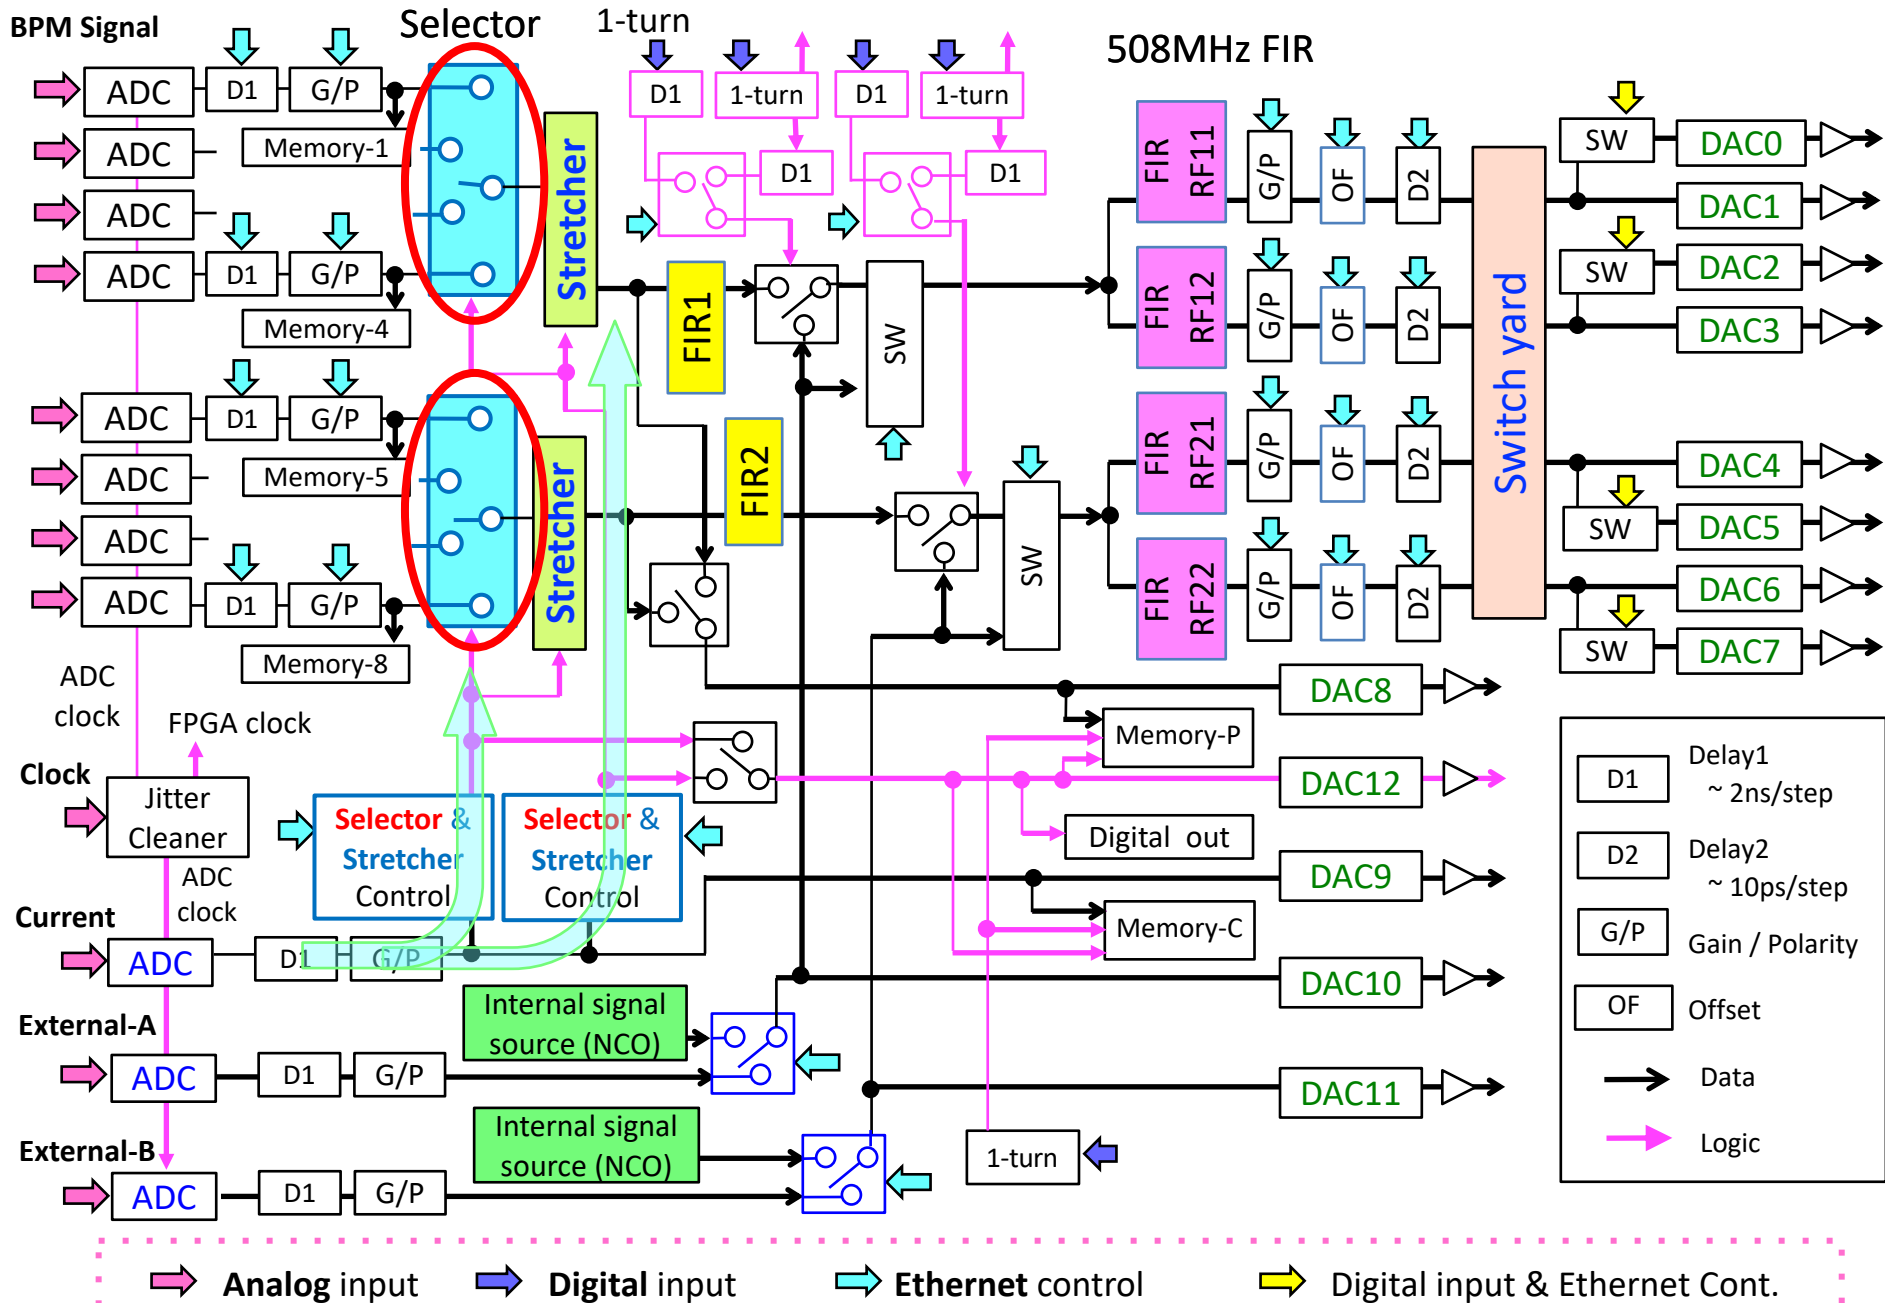 BPM Signal
Selector
1-turn
508MHz FIR
ADC
D1
G/P
Memory-1
ADC
ADC
ADC
D1
G/P
Memory-4
ADC
D1
G/P
Memory-5
ADC
ADC
ADC
D1
G/P
Memory-8
Stretcher
Stretcher
D1
1-turn
D1
D1
1-turn
D1
FIR1
FIR2
SW
SW
FIR RF11
G/P
OF
D2
FIR RF12
G/P
OF
D2
FIR RF21
G/P
OF
D2
FIR RF22
G/P
OF
D2
Switch yard
SW
DAC0
DAC1
SW
DAC2
DAC3
DAC4
SW
DAC5
DAC6
SW
DAC7
DAC8
Memory-P
DAC12
Digital out
DAC9
Memory-C
DAC10
DAC11
1-turn
ADC
clock
FPGA clock
Clock
Jitter
Cleaner
ADC
clock
Selector &
Stretcher
Control
Selector &
Stretcher
Control
Current
ADC
D1
G/P
Internal signal
source (NCO)
External-A
ADC
D1
G/P
Internal signal
source (NCO)
External-B
ADC
D1
G/P
D1
Delay1
~ 2ns/step
D2
Delay2
~ 10ps/step
G/P
Gain / Polarity
OF
Offset
Data
Logic
Analog input
Digital input
Ethernet control
Digital input & Ethernet Cont.